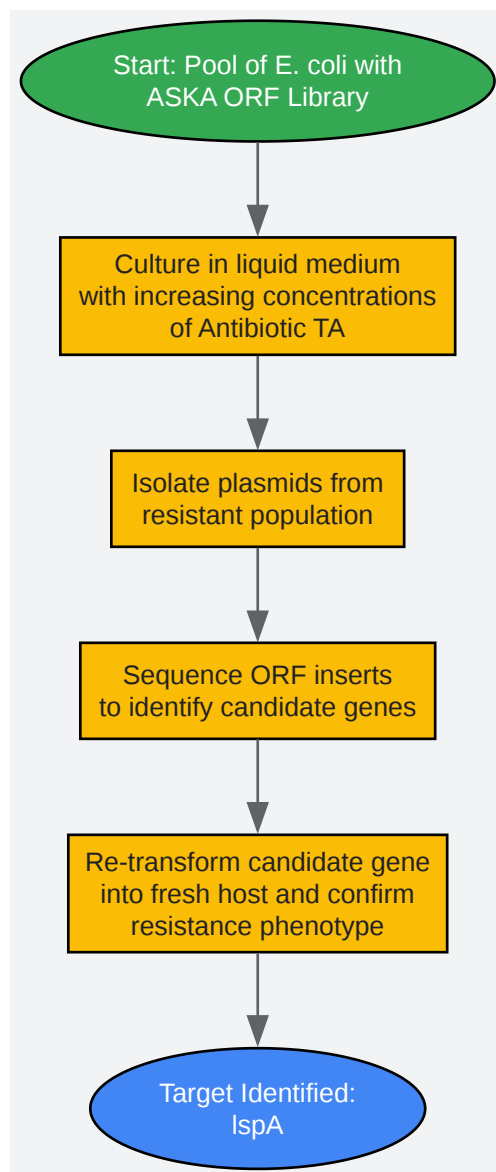 Start: Pool of E. coli with
ASKA ORF Library
Culture in liquid medium
with increasing concentrations
of Antibiotic TA
Isolate plasmids from
resistant population
Sequence ORF inserts
to identify candidate genes
Re-transform candidate gene
into fresh host and confirm
resistance phenotype
Target Identified:
lspA